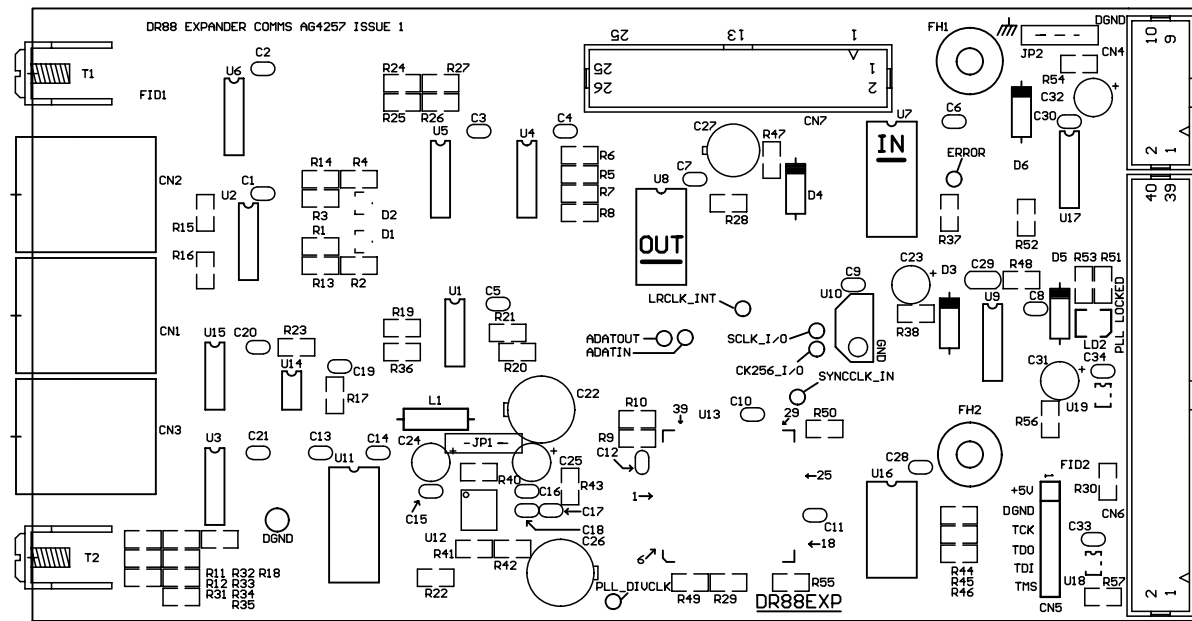 DR88 EXPANDER COMMS AG4257 ISSUE 1
25
13
1
FH1
DGND
JP2
CN4
10
9
C2
T1
FID1
U6
R24
R27
R25
R26
25
26
1
2
CN7
R54
C32
+
C3
C4
U5
U4
C27
R47
U7
IN
C6
C30
D6
2
1
ERROR
CN2
R14
R4
R6
R5
R7
R8
C7
U8
OUT
D4
R28
40
39
C1
U2
R3
D2
R15
R1
D1
R37
R52
U17
R16
R13
R2
C9
U10
C23
+
D3
C29
R48
D5
R53
R51
LRCLK_INT
U1
C5
CN1
U15
C20
R23
R19
R21
ADATOUT
ADATIN
SCLK_I/O
CK256_I/O
GND
R38
U9
C8
LD2
PLL LOCKED
R36
R20
U14
C19
R17
SYNCCLK_IN
C31
+
C34
U19
L1
C22
R10
39
U13
C10
29
R50
FH2
R56
CN3
U3
C21
C13
C14
U11
C24
+
JP1
+
R9
C12
C25
R40
R43
C16
1
25
C28
U16
FID2
R30
CN6
+5V
1
C15
C17
C18
C11
DGND
TCK
TDO
TDI
TMS
CN5
C33
U18
R57
DGND
U12
C26
6
18
T2
R41
R42
R44
R45
R46
R11
R32
R18
R12
R33
R31
R34
R35
R22
PLL_DIVCLK
R49
R29
R55
DR88EXP
2
1